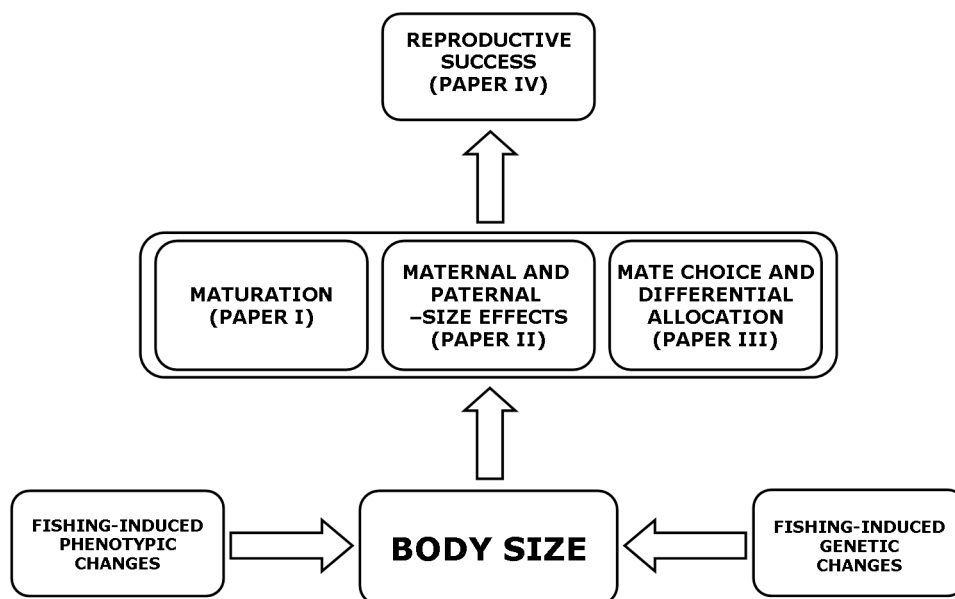 REPRODUCTIVE
SUCCESS
(PAPER IV)
MATURATION
(PAPER I)
MATERNAL AND
PATERNAL
–SIZE EFFECTS
(PAPER II)
MATE CHOICE AND
DIFFERENTIAL
ALLOCATION
(PAPER III)
FISHING-INDUCED
PHENOTYPIC
CHANGES
BODY SIZE
FISHING-INDUCED
GENETIC
CHANGES